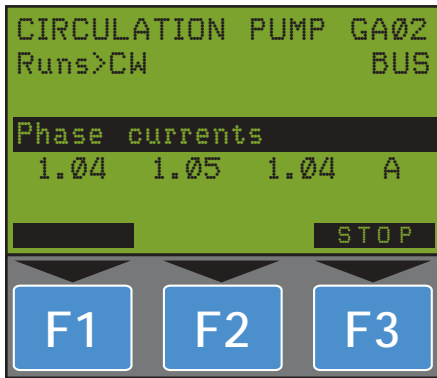 CIRCULATION PUMP GA02
Runs>CW BUS
Phase currents
1.04 1.05 1.04 A
STOP
F1 F2 F3